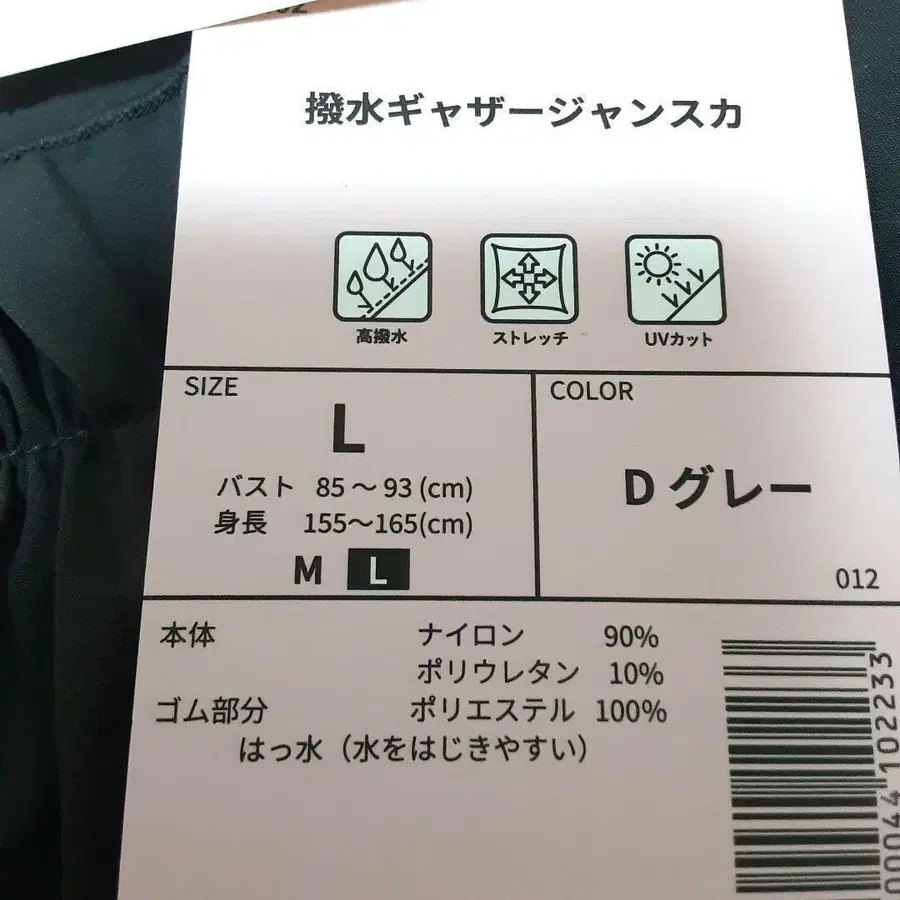 撥水ギャザージャンスカ
高撥水 ストレッチ UVカット
SIZE
L
バスト 85～93(cm)
身長 155～165(cm)
M L
COLOR
Dグレー
012
本体 ナイロン 90%
ポリウレタン 10%
ゴム部分 ポリエステル 100%
はっ水（水をはじきやすい）
00044102233